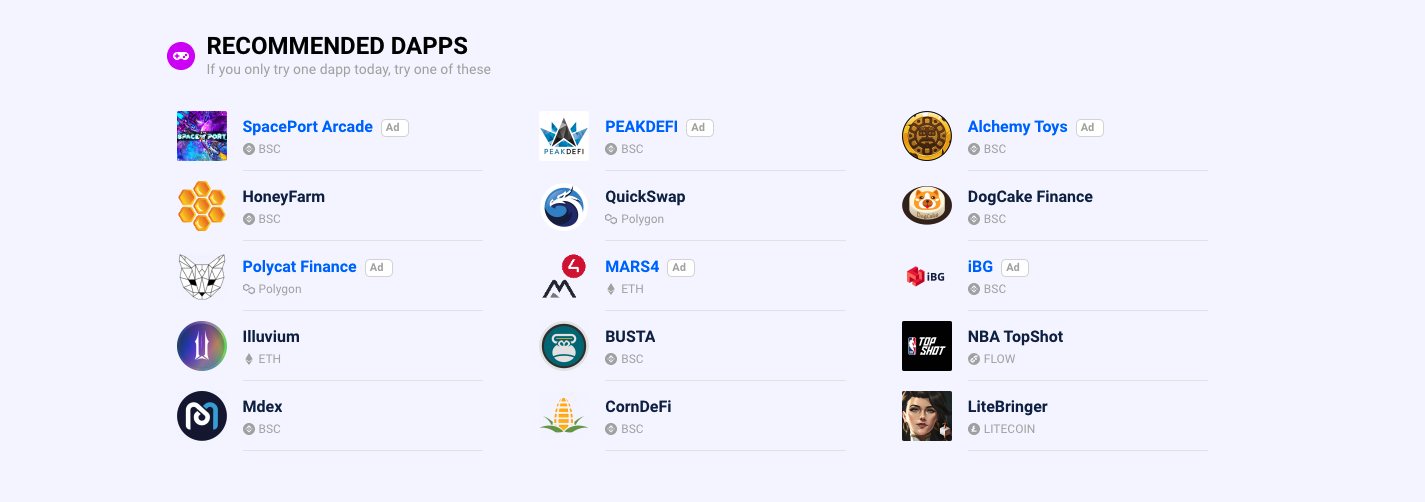 RECOMMENDED DAPPS
If you only try one dapp today, try one of these
SPACE PORT
SpacePort Arcade Ad
BSC
PEAKDEFI
PEAKDEFI Ad
BSC
Alchemy Toys Ad
BSC
HoneyFarm
BSC
QuickSwap
Polygon
DogCake
DogCake Finance
BSC
Polycat Finance Ad
Polygon
4
MARS4 Ad
ETH
iBG
iBG Ad
BSC
Illuvium
ETH
BUSTA
BSC
TOP
SHOT
NBA TopShot
FLOW
Mdex
BSC
CornDeFi
BSC
LiteBringer
LITECOIN